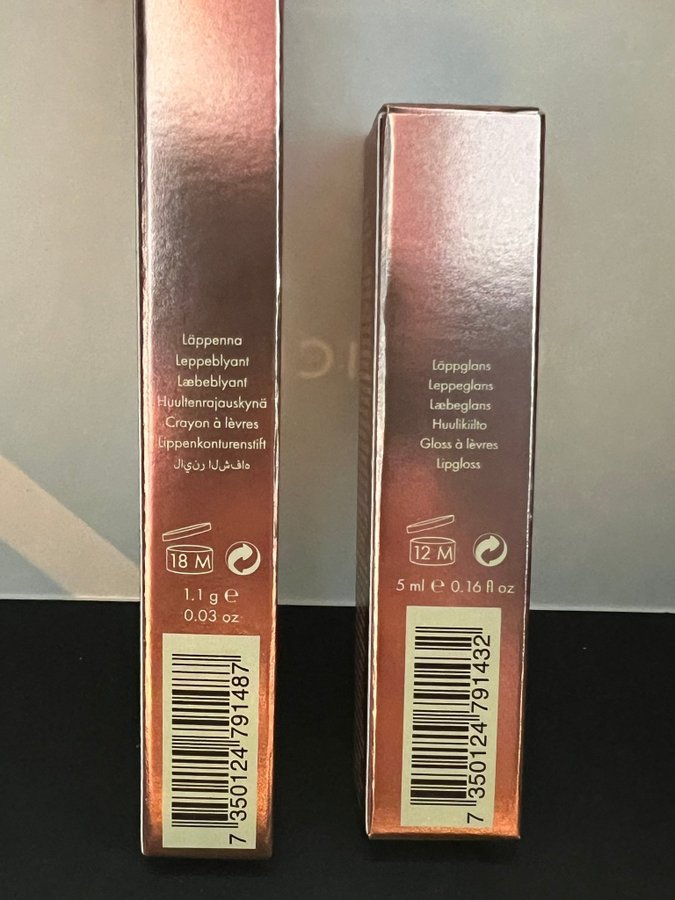 Läppenna
Leppeblyant
Læbeblyant
Huultenrajauskynä
Crayon à lèvres
Lippenkonturenstift
لاينر الشفاه
18 M
1.1 g ℮
0.03 oz
7 350124 791487
Läppglans
Leppeglans
Læbeglans
Huulikiilto
Gloss à lèvres
Lipgloss
12 M
5 ml ℮ 0.16 fl oz
7 350124 791432